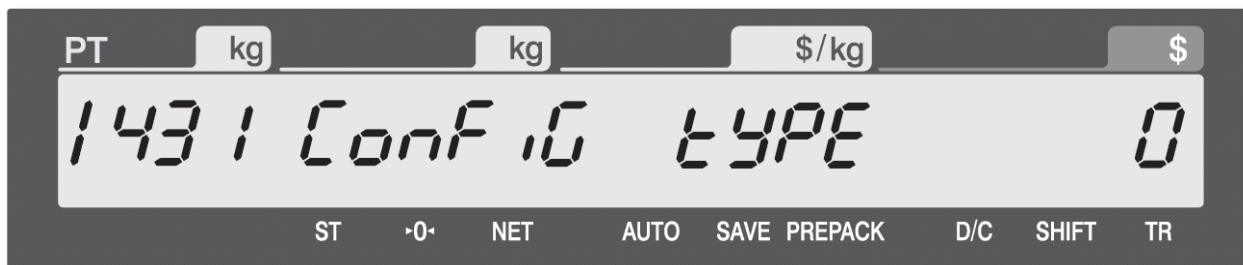 PT kg kg $/kg $
1431 ConFiG tYPE 0
ST ▸0◂ NET AUTO SAVE PREPACK D/C SHIFT TR